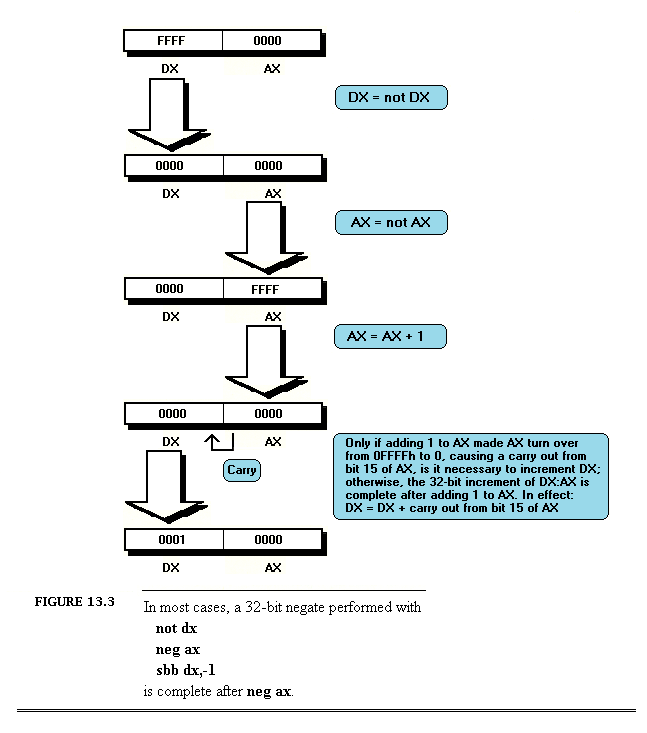 FFFF 0000
DX AX
DX = not DX
0000 0000
DX AX
AX = not AX
0000 FFFF
DX AX
AX = AX + 1
0000 0000
DX AX
Carry
Only if adding 1 to AX made AX turn over
from 0FFFFh to 0, causing a carry out from
bit 15 of AX, is it necessary to increment DX;
otherwise, the 32-bit increment of DX:AX is
complete after adding 1 to AX. In effect:
DX = DX + carry out from bit 15 of AX
0001 0000
DX AX
FIGURE 13.3
In most cases, a 32-bit negate performed with
not dx
neg ax
sbb dx,-1
is complete after neg ax.